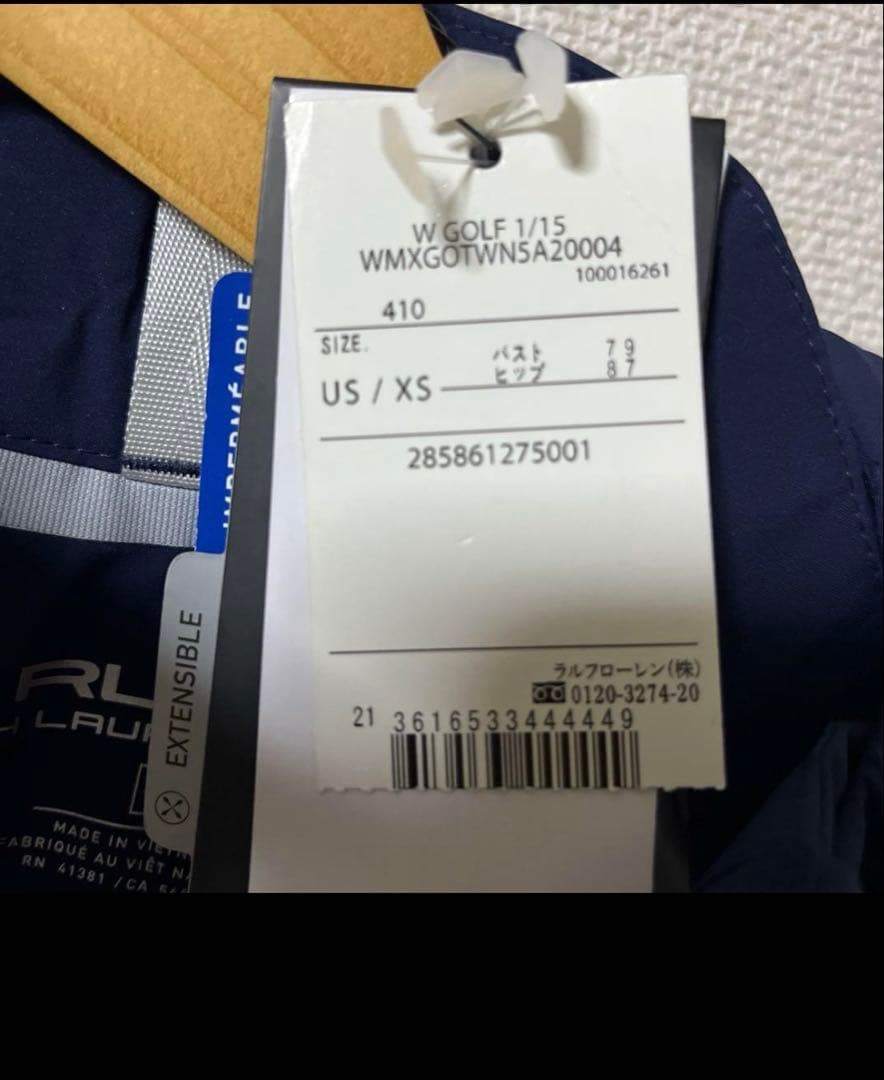 W GOLF 1/15
WMXGOTWN5A20004
100016261
410
SIZE.
バスト 79
US / XS
ヒップ 87
285861275001
ラルフローレン(株)
0120-3274-20
21 3616533444449
IMPERMÉABLE
EXTENSIBLE
MADE IN
FABRIQUÉ AU VIÊT
RN 41381 / CA